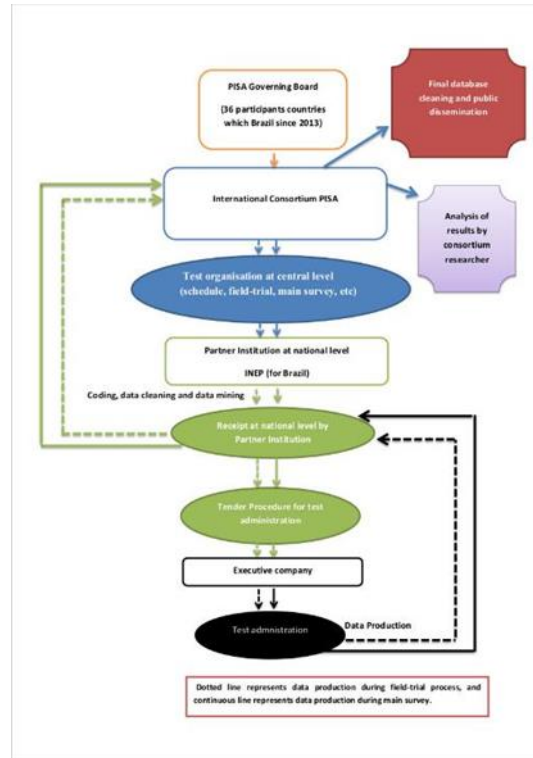 PISA Governing Board
(36 participants countries
which Brazil since 2013)
Final database
cleaning and public
dissemination
International Consortium PISA
Analysis of
results by
consortium
researcher
Test organisation at central level
(schedule, field-trial, main survey, etc)
Partner Institution at national level
INEP (for Brazil)
Coding, data cleaning and data mining
Receipt at national level by
Partner Institution
Tender Procedure for test
administration
Executive company
Test admnistration
Data Production
Dotted line represents data production during field-trial process, and
continuous line represents data production during main survey.